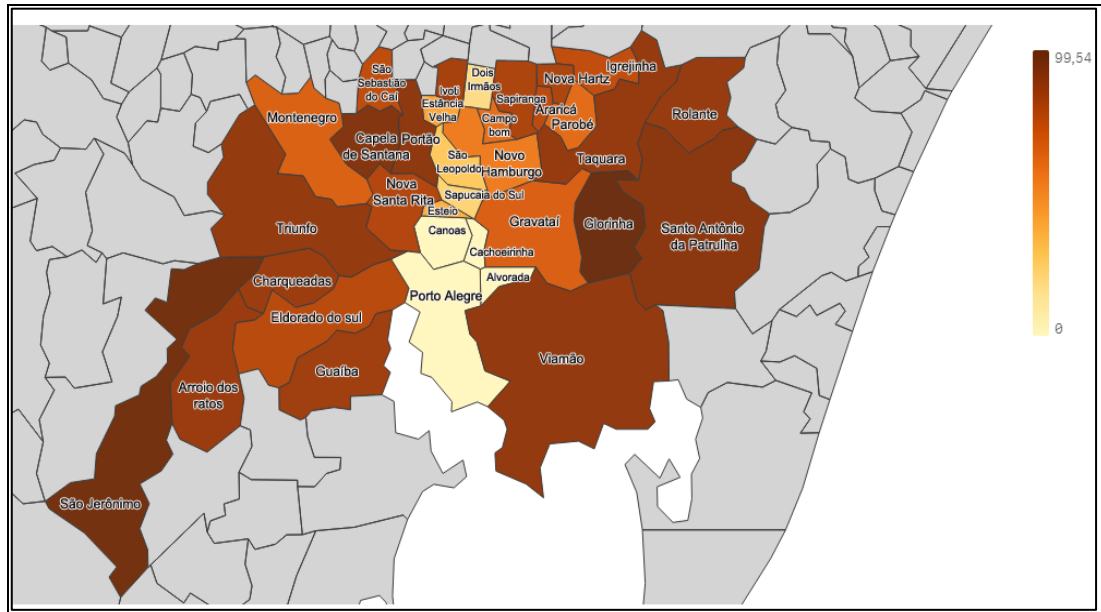 São
Sebastião
do Caí
Dois
Irmãos
Igrejinha
Nova Hartz
Ivoti
Sapiranga
Estância
Velha
Araricá
Parobé
Rolante
Montenegro
Campo
bom
Capela
de Santana
Portão
São
Leopoldo
Novo
Hamburgo
Taquara
Nova
Santa Rita
Sapucaia do Sul
Esteio
Gravataí
Glorinha
Santo Antônio
da Patrulha
Triunfo
Canoas
Cachoeirinha
Charqueadas
Alvorada
Porto Alegre
Eldorado do sul
Viamão
Guaíba
Arroio dos
ratos
São Jerônimo
99,54
0